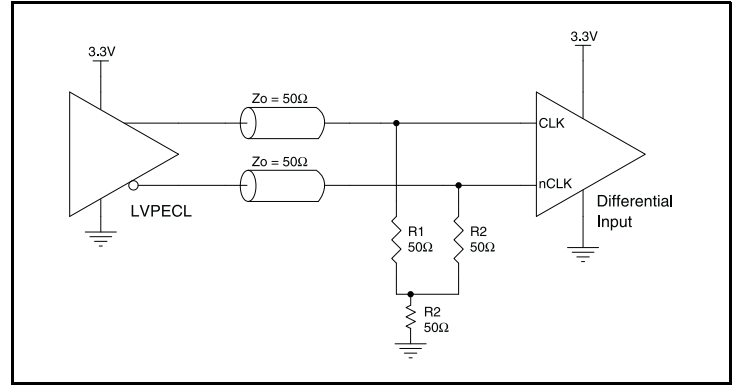 3.3V
3.3V
Zo = 50Ω
CLK
Zo = 50Ω
nCLK
LVPECL
Differential
Input
R1
50Ω
R2
50Ω
R2
50Ω